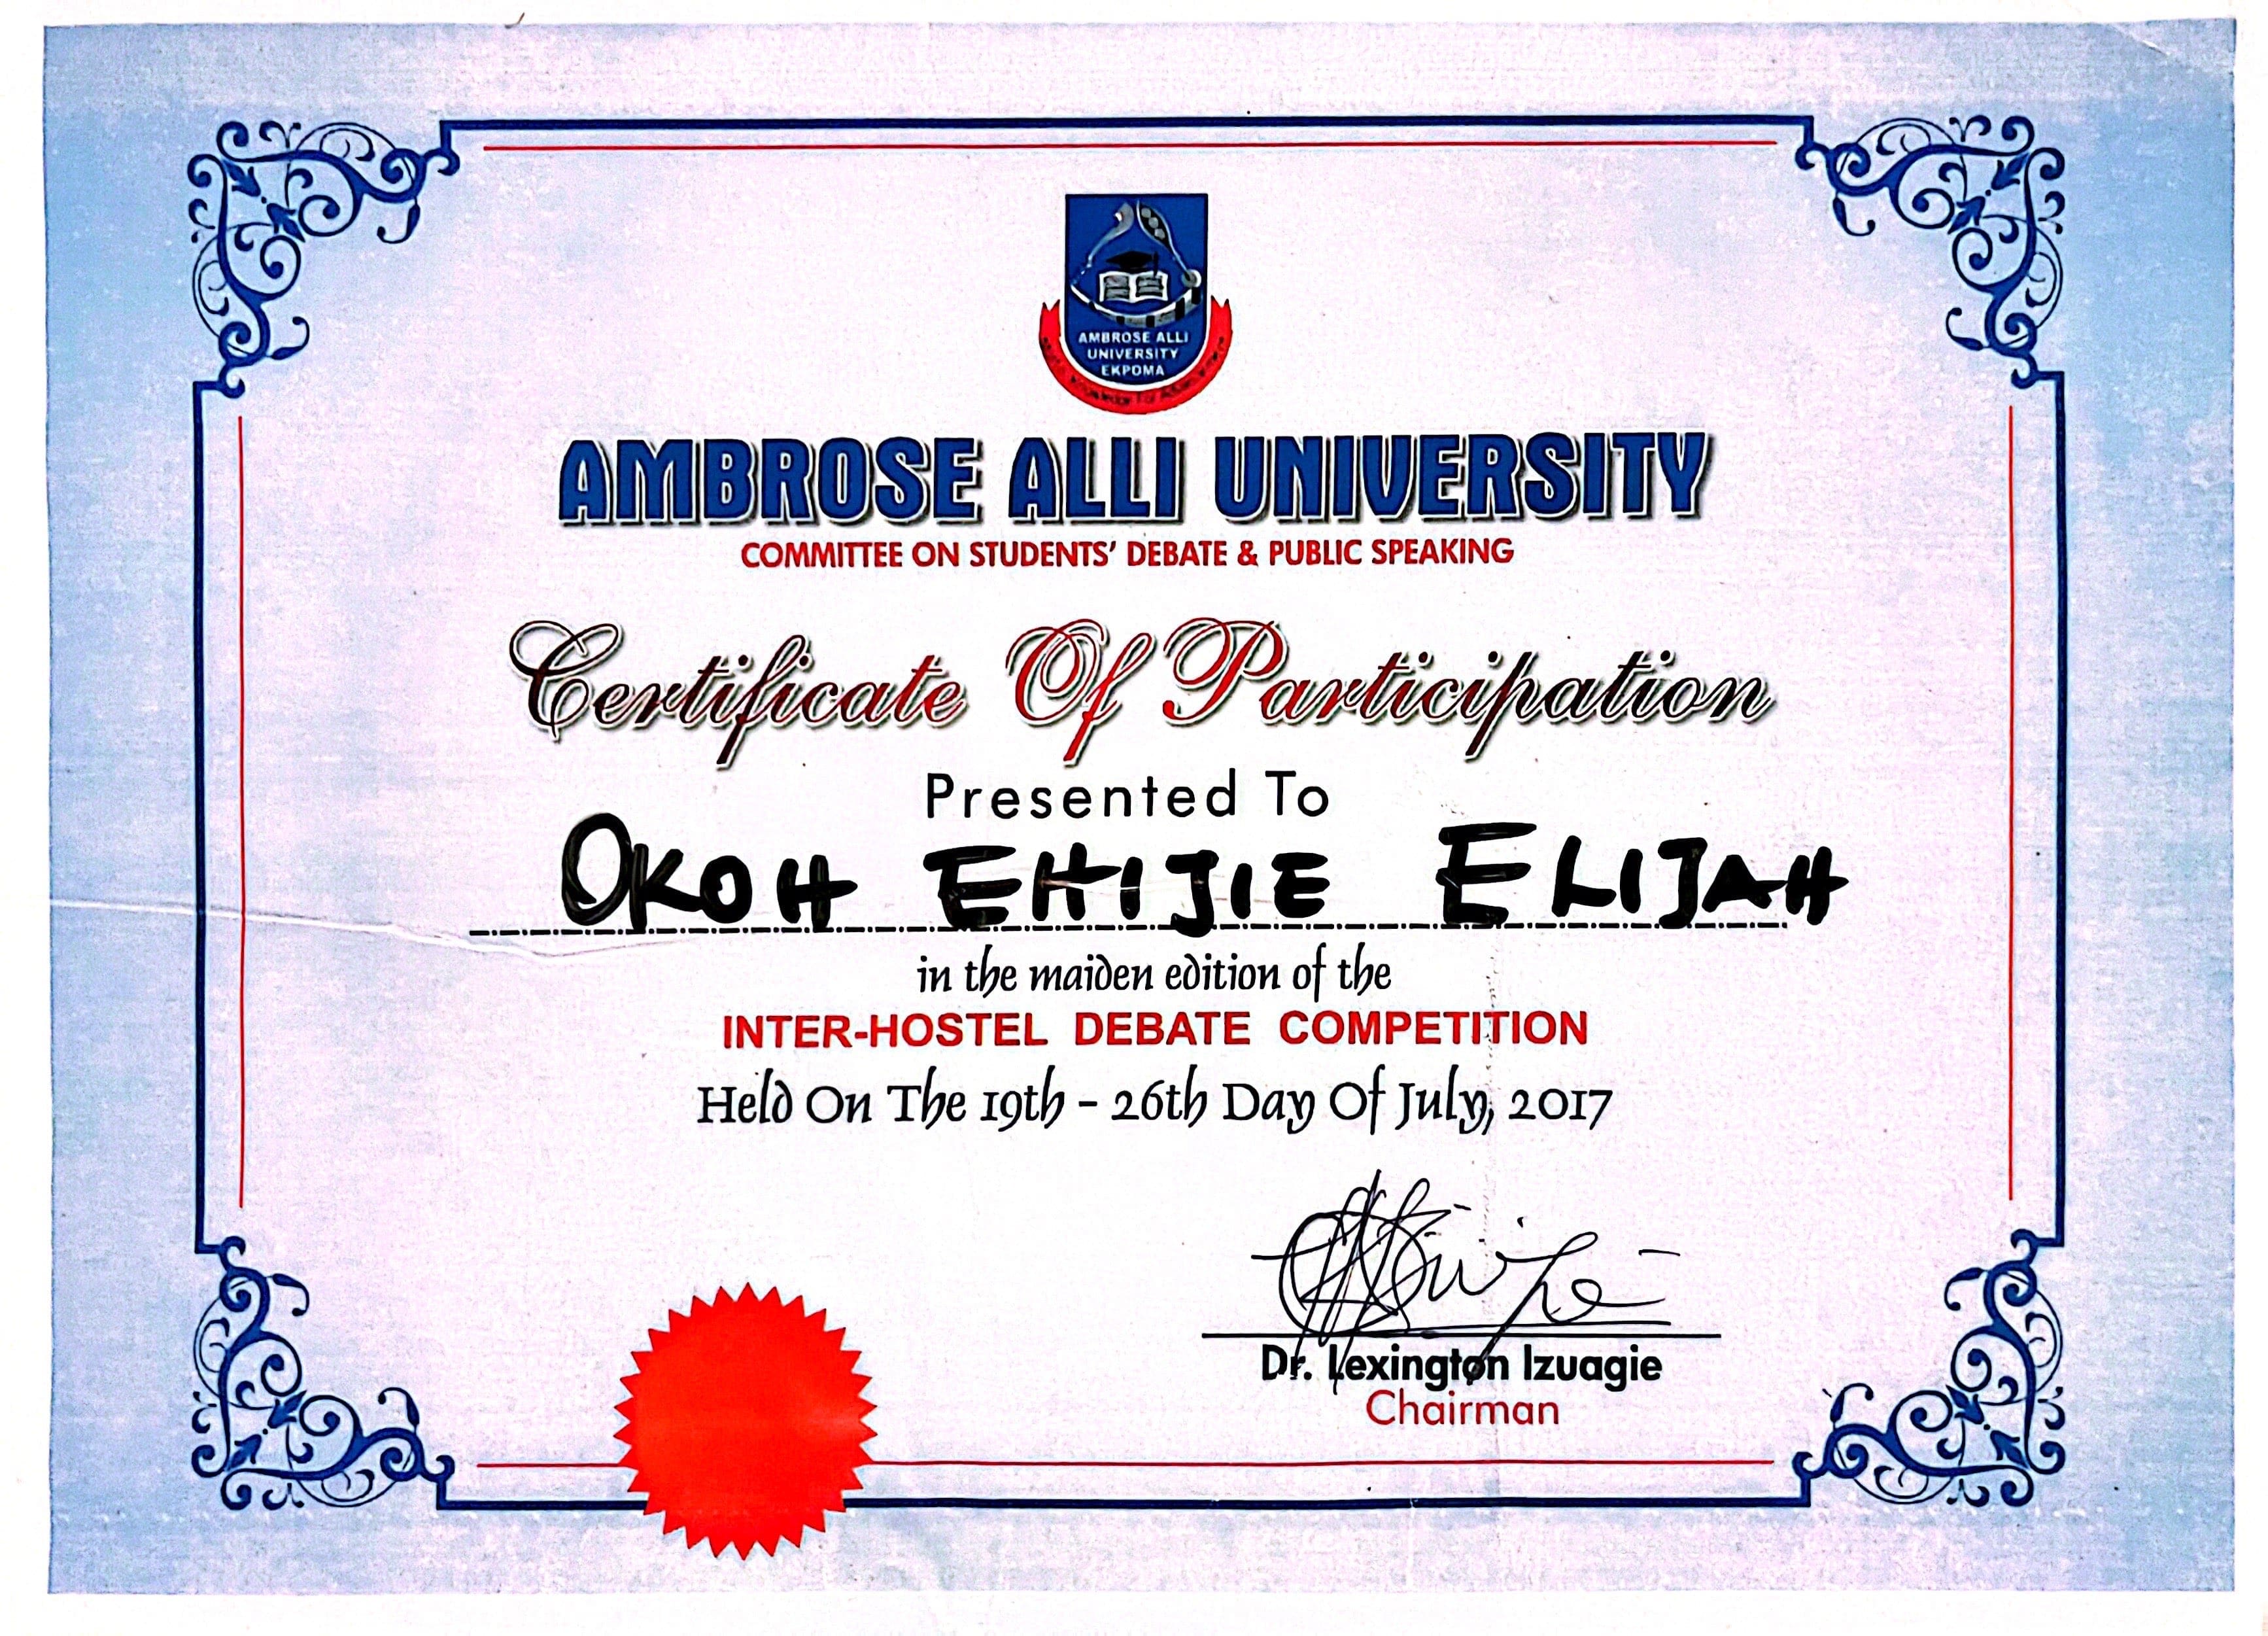 AMBROSE ALLI
UNIVERSITY
EKPOMA
AMBROSE ALLI UNIVERSITY
COMMITTEE ON STUDENTS' DEBATE & PUBLIC SPEAKING
Certificate Of Participation
Presented To
OKOH EHIJIE ELIJAH
in the maiden edition of the
INTER-HOSTEL DEBATE COMPETITION
Held On The 19th - 26th Day Of July, 2017
Dr. Lexington Izuagie
Chairman